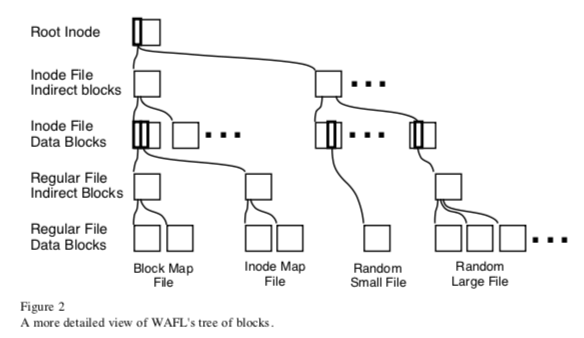 Root Inode
Inode File
Indirect blocks
Inode File
Data Blocks
Regular File
Indirect Blocks
Regular File
Data Blocks
Block Map
File
Inode Map
File
Random
Small File
Random
Large File
Figure 2
A more detailed view of WAFL's tree of blocks.